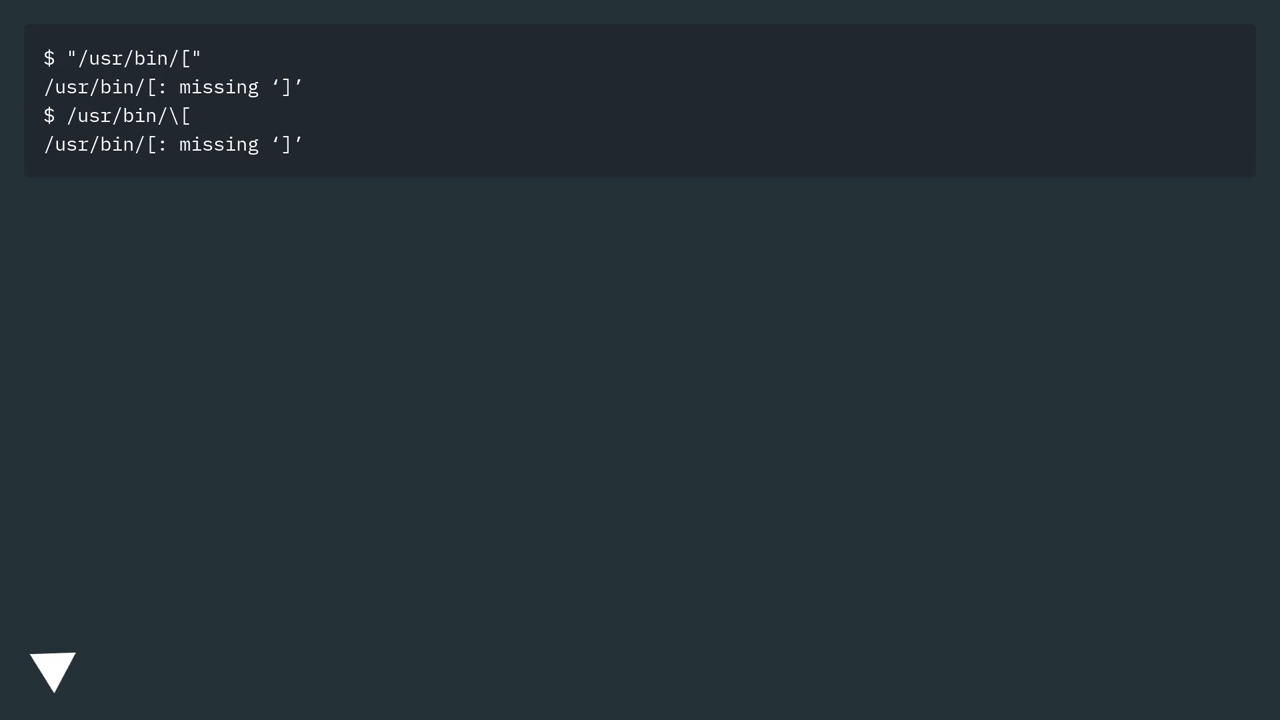 $ "/usr/bin/["
/usr/bin/[: missing ‘]’
$ /usr/bin/\[
/usr/bin/[: missing ‘]’